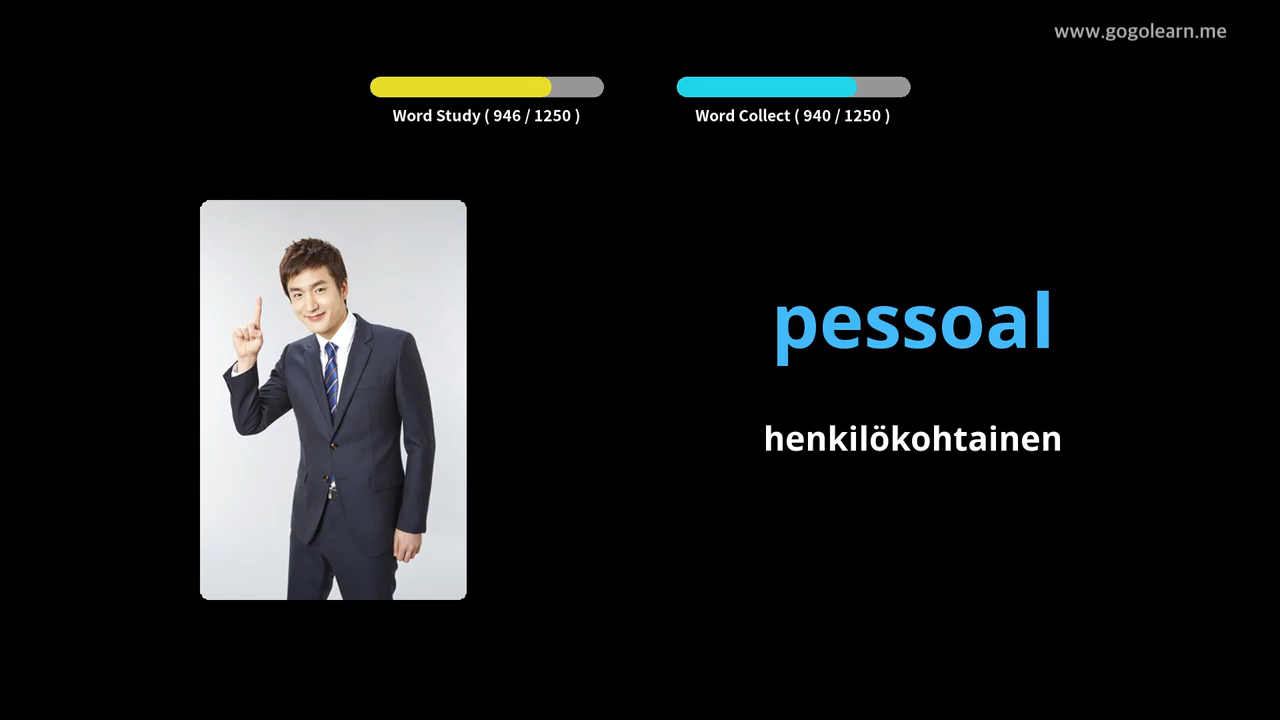 www.gogolearn.me
Word Study ( 946 / 1250 )
Word Collect ( 940 / 1250 )
pessoal
henkilökohtainen